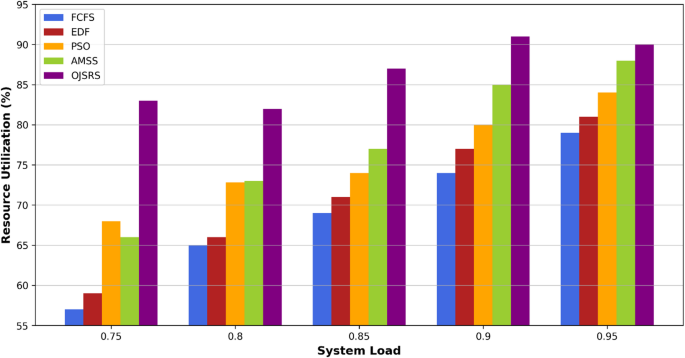 95
90
85
80
75
70
65
60
55
Resource Utilization (%)
FCFS
EDF
PSO
AMSS
OJSRS
0.75 0.8 0.85 0.9 0.95
System Load